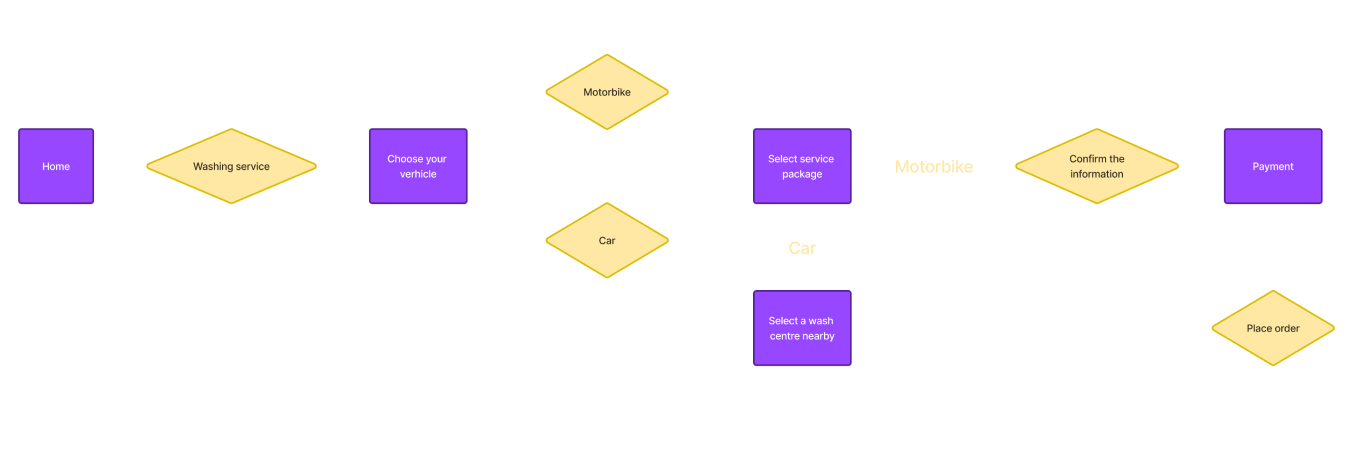 Motorbike
Home
Washing service
Choose your
verhicle
Select service
package
Motorbike
Confirm the
information
Payment
Car
Car
Select a wash
centre nearby
Place order